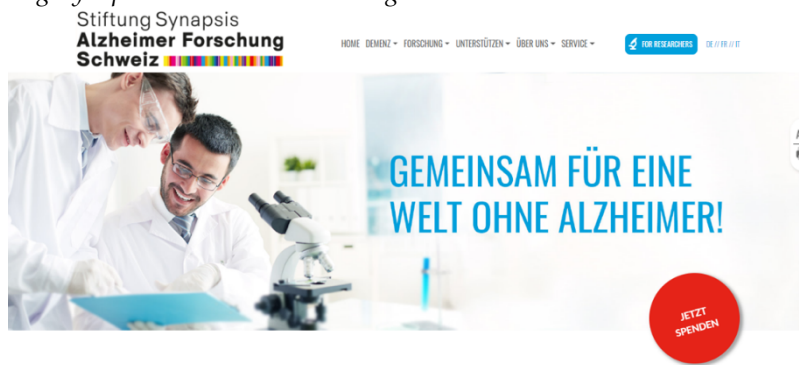 Stiftung Synapsis
Alzheimer Forschung
Schweiz
HOME DEMENZ FORSCHUNG UNTERSTÜTZEN ÜBER UNS SERVICE FOR RESEARCHERS DE // FR // IT
GEMEINSAM FÜR EINE
WELT OHNE ALZHEIMER!
JETZT
SPENDEN